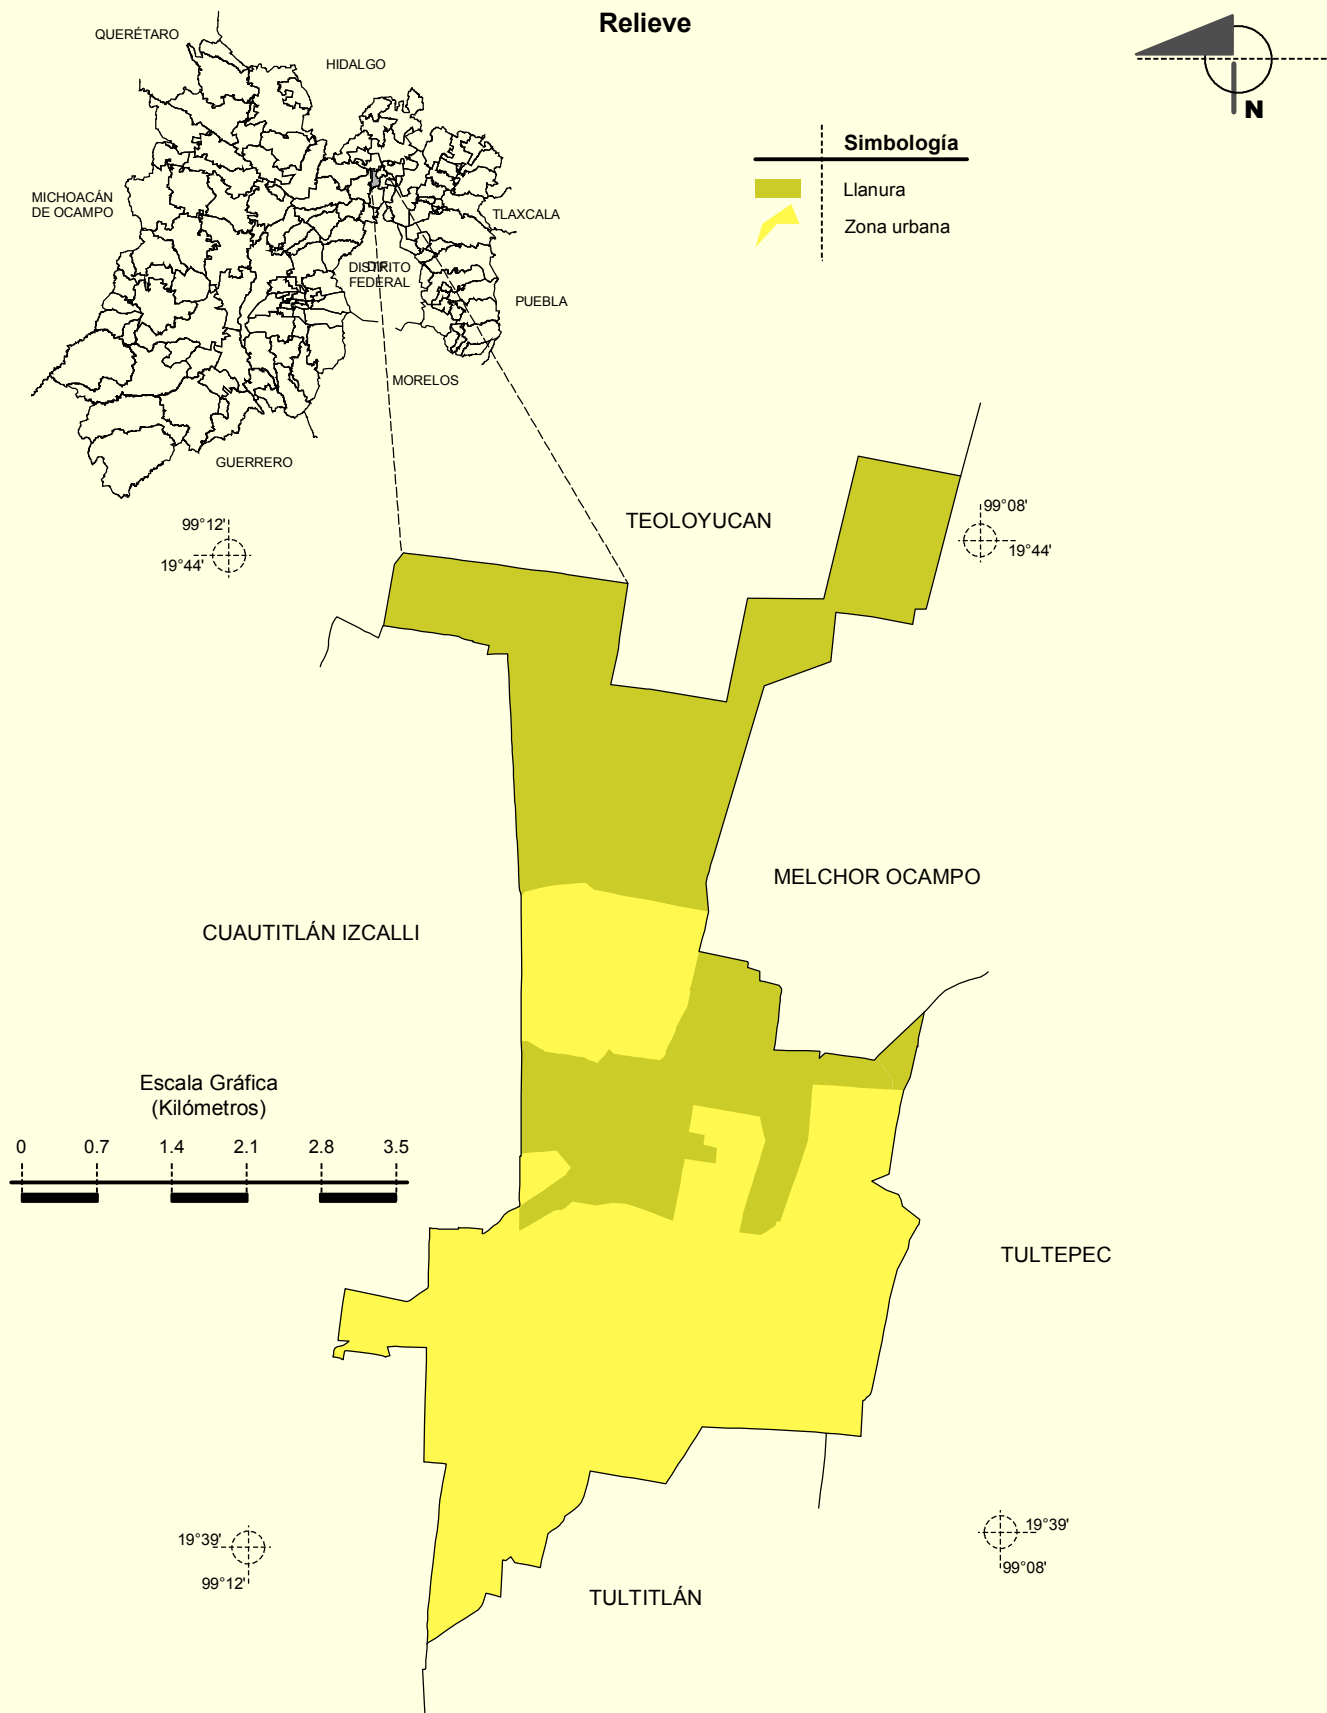 Relieve
QUERÉTARO
HIDALGO
N
Simbología
Llanura
Zona urbana
MICHOACÁN
DE OCAMPO
TLAXCALA
DISTRITO
FEDERAL
DF
PUEBLA
MORELOS
GUERRERO
99°12'
19°44'
TEOLOYUCAN
99°08'
19°44'
MELCHOR OCAMPO
CUAUTITLÁN IZCALLI
Escala Gráfica
(Kilómetros)
0 0.7 1.4 2.1 2.8 3.5
TULTEPEC
19°39'
99°12'
19°39'
99°08'
TULTITLÁN